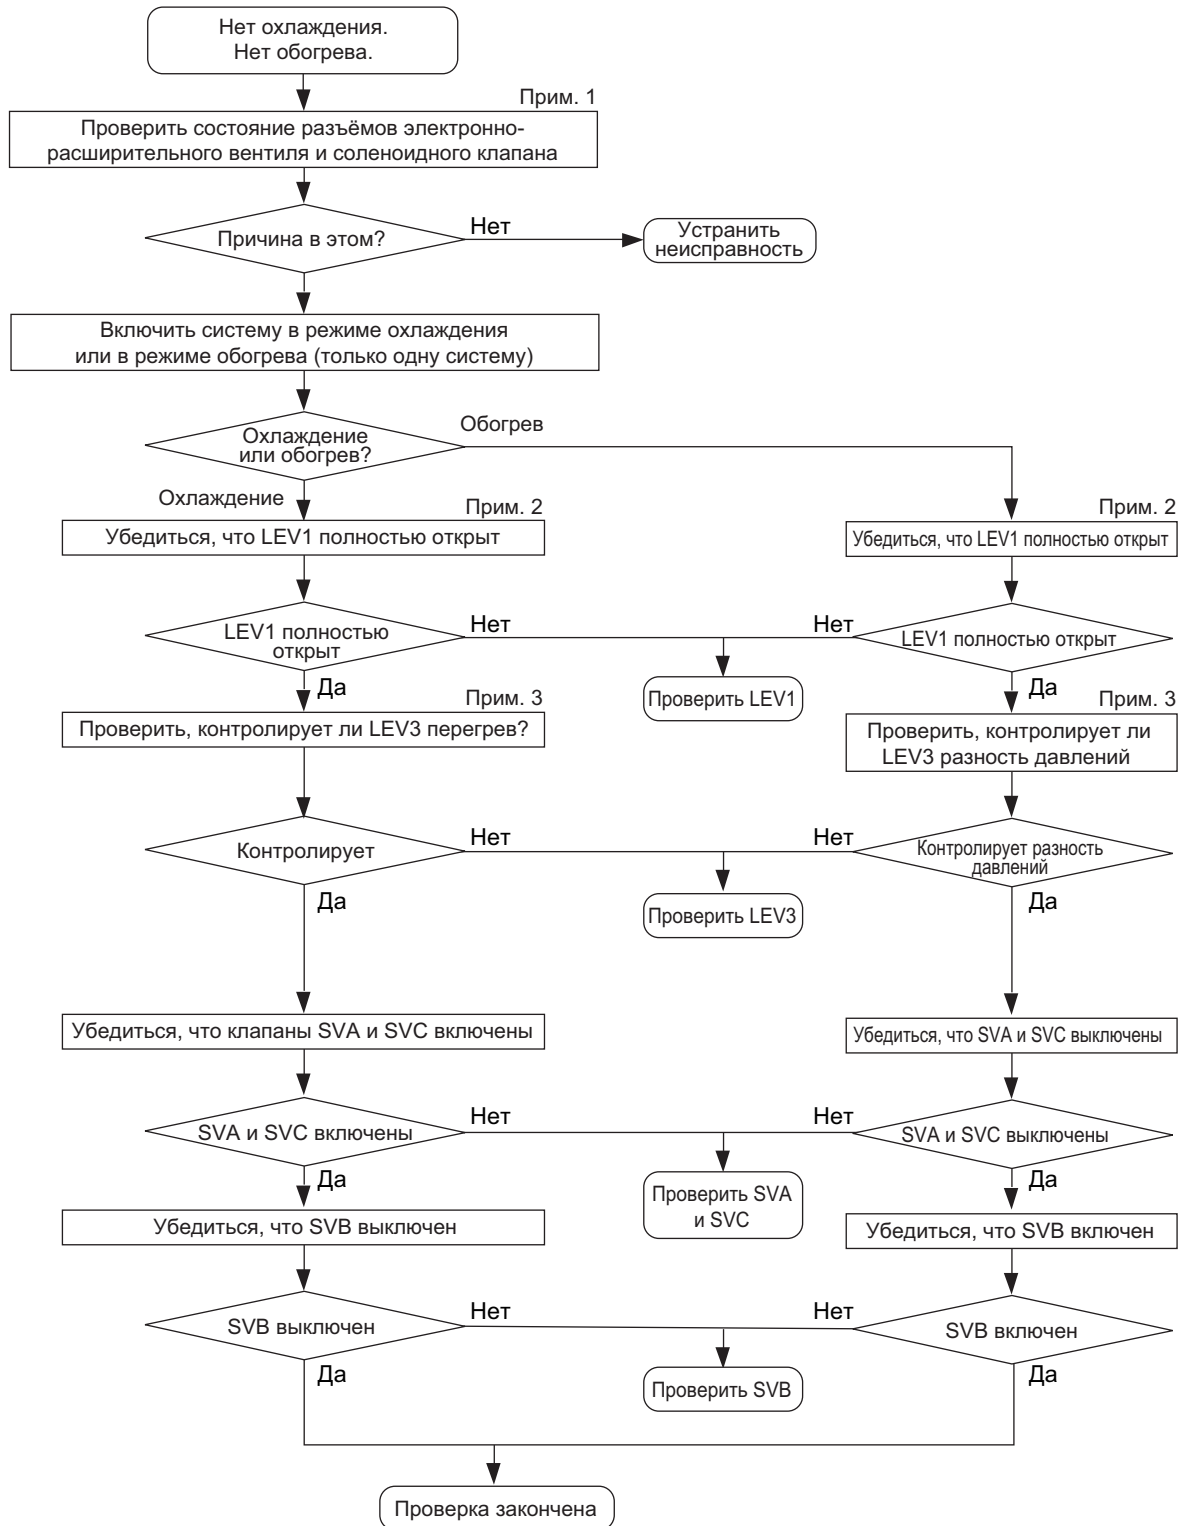 Нет охлаждения.
Нет обогрева.
Прим. 1
Проверить состояние разъёмов электронно-
расширительного вентиля и соленоидного клапана
Причина в этом?
Нет
Устранить
неисправность
Включить систему в режиме охлаждения
или в режиме обогрева (только одну систему)
Охлаждение
или обогрев?
Обогрев
Охлаждение
Прим. 2
Прим. 2
Убедиться, что LEV1 полностью открыт
Убедиться, что LEV1 полностью открыт
LEV1 полностью
открыт
Нет
Нет
LEV1 полностью открыт
Да
Проверить LEV1
Да
Прим. 3
Прим. 3
Проверить, контролирует ли LEV3 перегрев?
Проверить, контролирует ли
LEV3 разность давлений
Контролирует
Нет
Нет
Контролирует разность
давлений
Да
Проверить LEV3
Да
Убедиться, что клапаны SVA и SVC включены
Убедиться, что SVA и SVC выключены
SVA и SVC включены
Нет
Нет
SVA и SVC выключены
Да
Проверить SVA
и SVC
Да
Убедиться, что SVB выключен
Убедиться, что SVB включен
SVB выключен
Нет
Нет
SVB включен
Да
Проверить SVB
Да
Проверка закончена